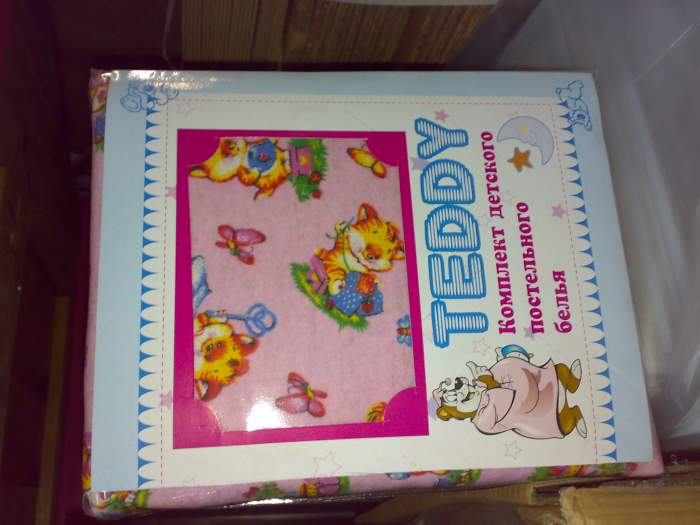 TEDDY
Комплект детского
постельного
белья